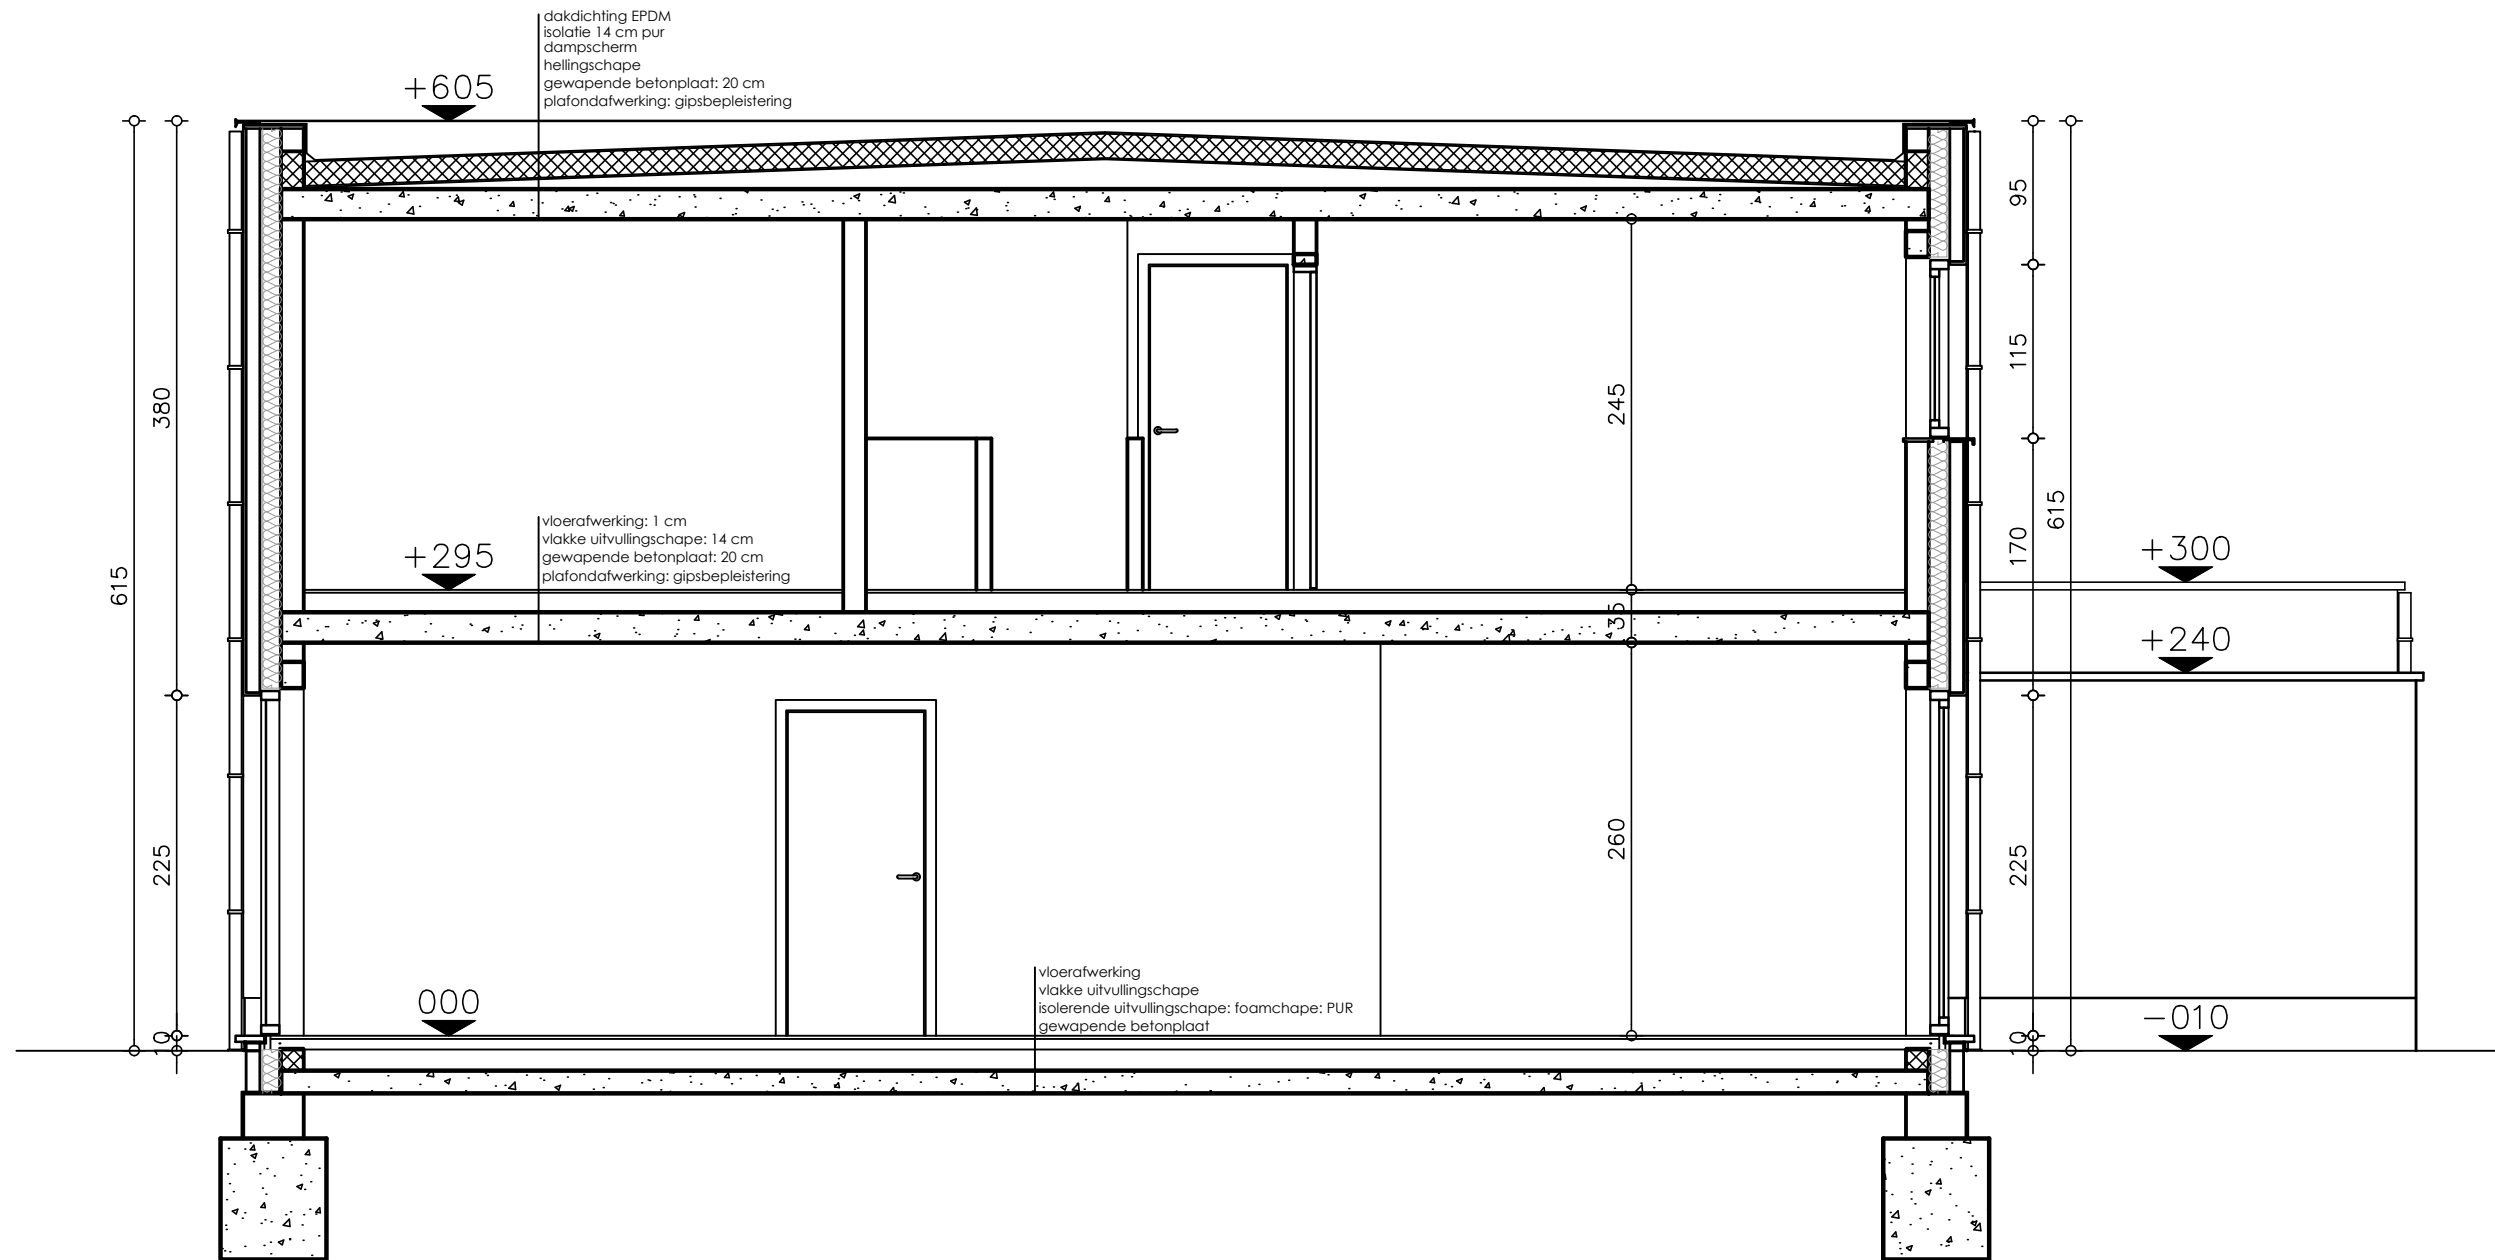 dakdichting EPDM
isolatie 14 cm pur
dampscherm
hellingschape
gewapende betonplaat: 20 cm
plafondafwerking: gipsbepleistering
+605
95
115
380
245
615
170
vloerafwerking: 1 cm
vlakke uitvullingschape: 14 cm
gewapende betonplaat: 20 cm
plafondafwerking: gipsbepleistering
+295
+300
615
35
+240
225
260
225
vloerafwerking
vlakke uitvullingschape
isolerende uitvullingschape: foamchape: PUR
gewapende betonplaat
000
-010
10
10